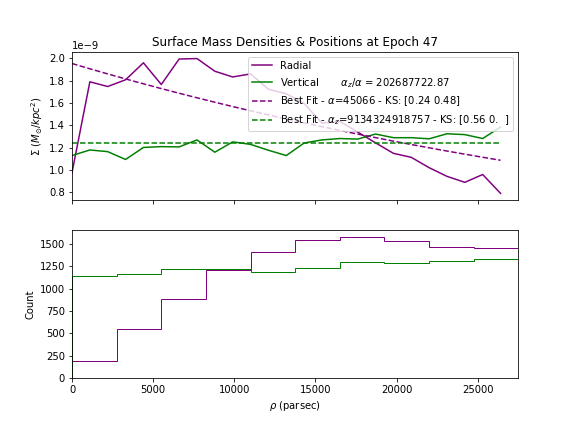 Surface Mass Densities & Positions at Epoch 47
1e−9
2.0
1.8
1.6
1.4
1.2
1.0
0.8
Σ (M⊙/kpc²)
Radial
Vertical αz/α = 202687722.87
Best Fit - α=45066 - KS: [0.24 0.48]
Best Fit - αz=9134324918757 - KS: [0.56 0. ]
1500
1250
1000
750
500
250
0
Count
0 5000 10000 15000 20000 25000
ρ (parsec)